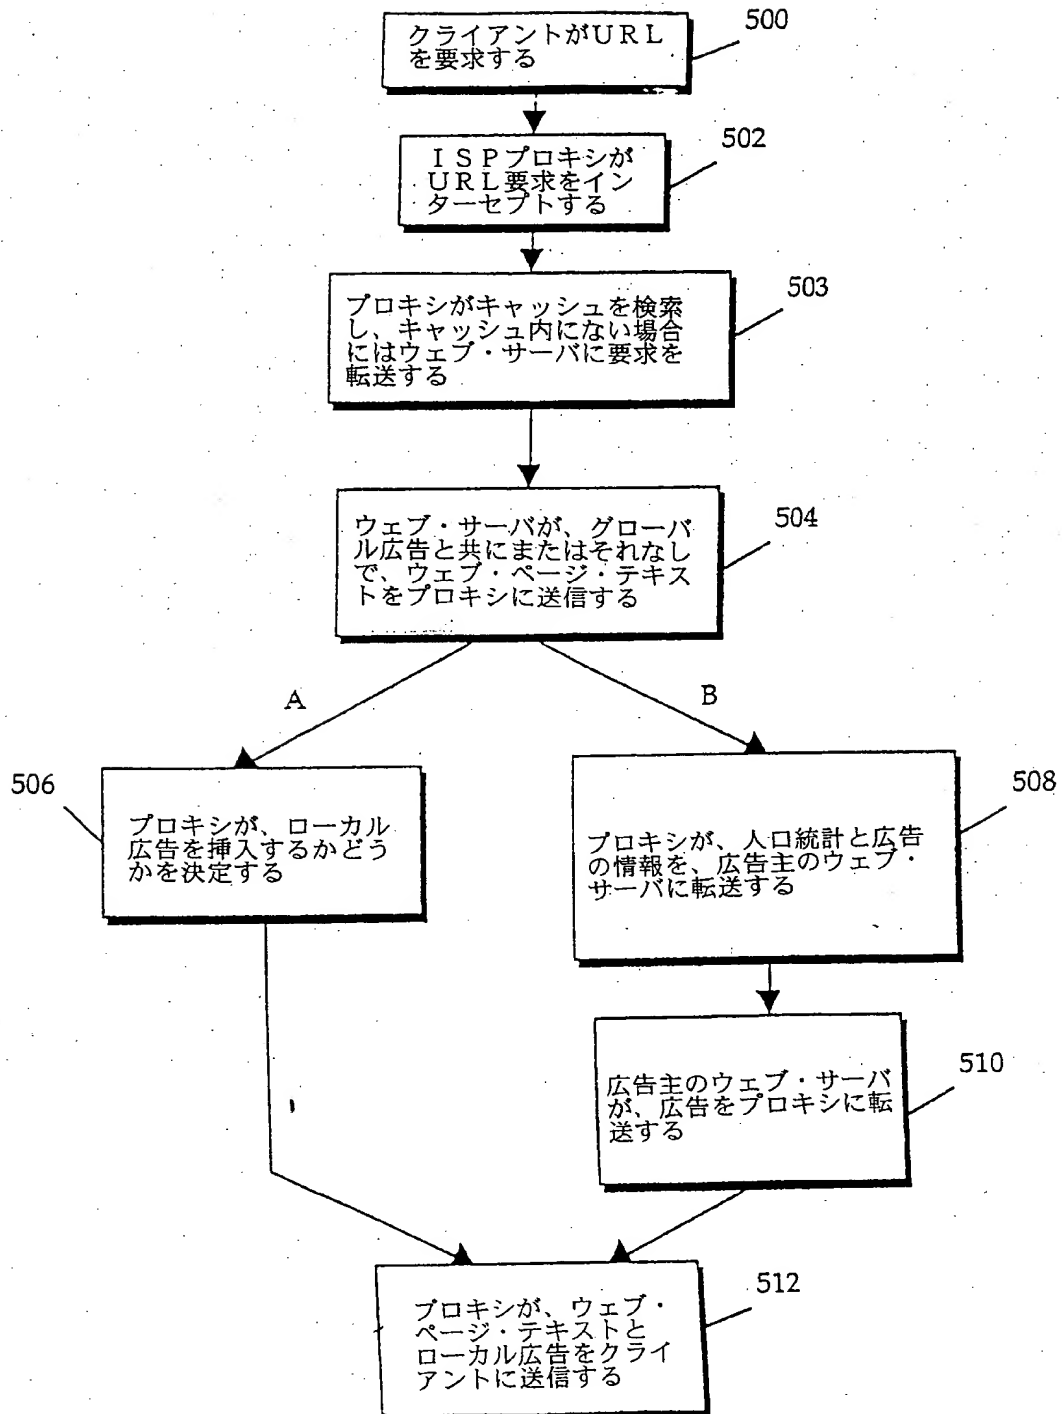 クライアントがＵＲＬ
を要求する
500
ＩＳＰプロキシが
ＵＲＬ要求をイン
ターセプトする
502
プロキシがキャッシュを検索
し、キャッシュ内にない場合
にはウェブ・サーバに要求を
転送する
503
ウェブ・サーバが、グローバ
ル広告と共にまたはそれなし
で、ウェブ・ページ・テキス
トをプロキシに送信する
504
A
B
506
プロキシが、ローカル
広告を挿入するかどう
かを決定する
508
プロキシが、人口統計と広告
の情報を、広告主のウェブ・
サーバに転送する
広告主のウェブ・サーバ
が、広告をプロキシに転
送する
510
プロキシが、ウェブ・
ページ・テキストと
ローカル広告をクライ
アントに送信する
512